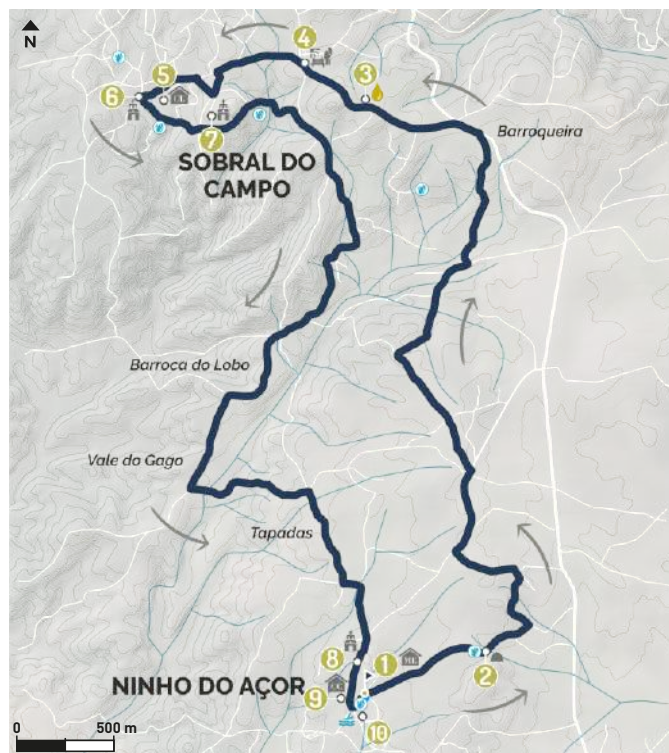 N
4
3
5
6
7
Barroqueira
SOBRAL DO
CAMPO
Barroca do Lobo
Vale do Gago
Tapadas
8
1
2
NINHO DO AÇOR
9
10
0
500 m